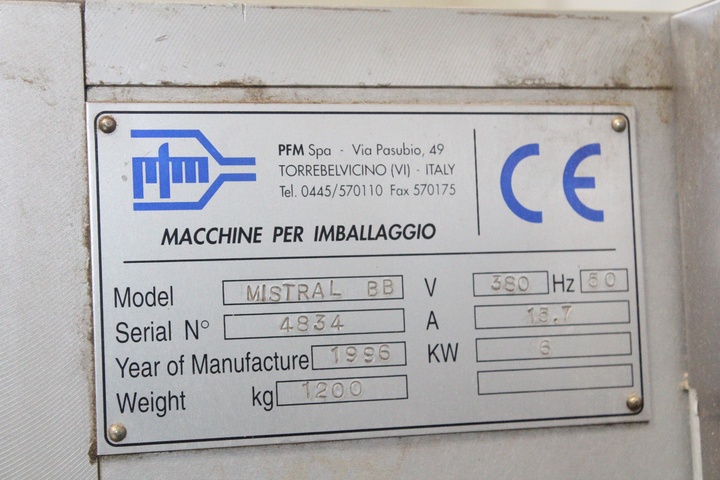 pfm
PFM Spa - Via Pasubio, 49
TORREBELVICINO (VI) - ITALY
Tel. 0445/570110 Fax 570175
CE
MACCHINE PER IMBALLAGGIO
Model MISTRAL BB V 380 Hz 50
Serial N° 4834 A 15.7
Year of Manufacture 1996 KW 6
Weight kg 1200